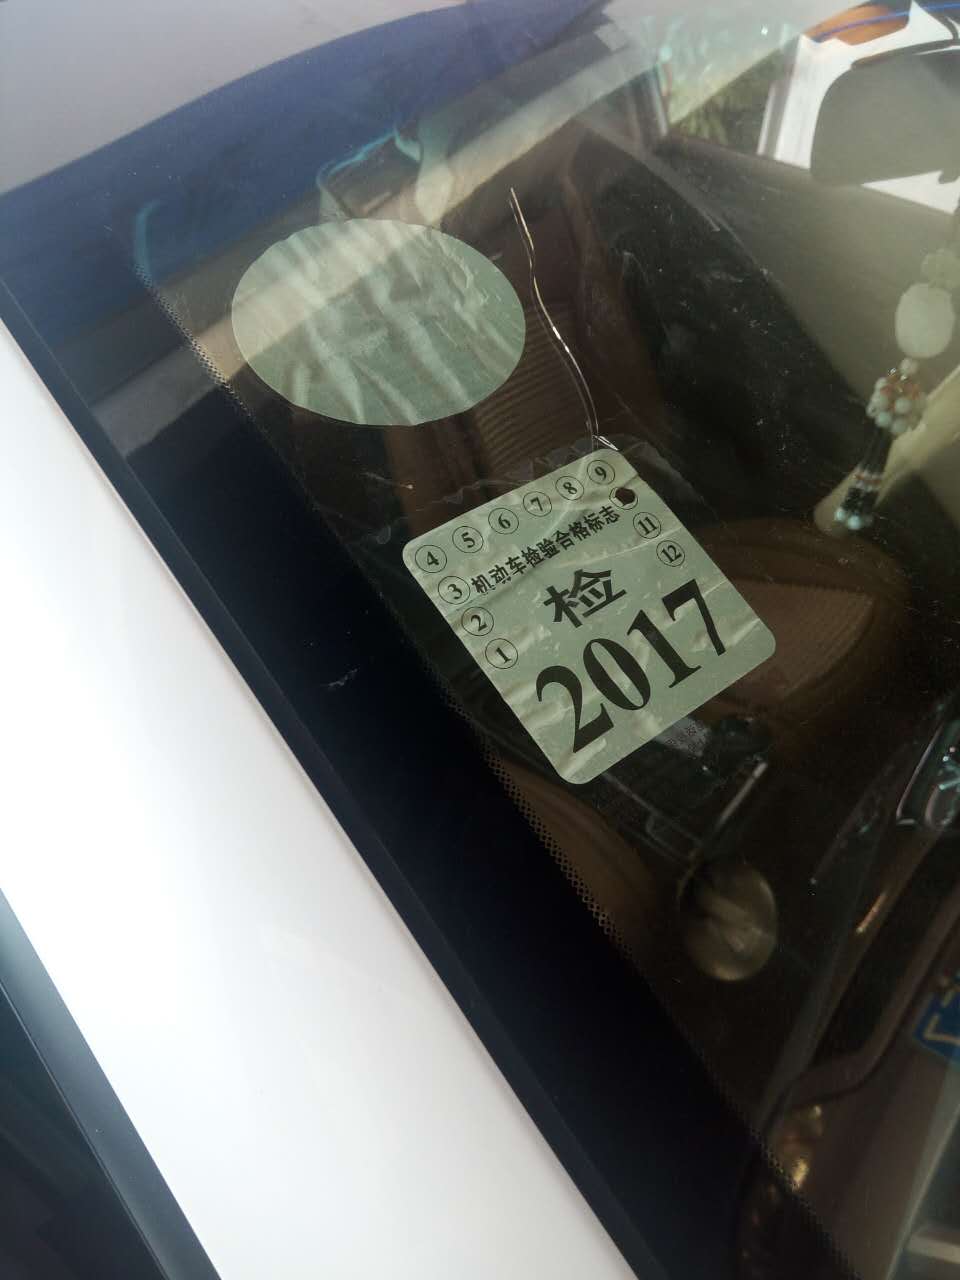 ④ ⑤ ⑥ ⑦ ⑧ ⑨
③ 机动车检验合格标志
② ⑪
① 检 ⑫
2017